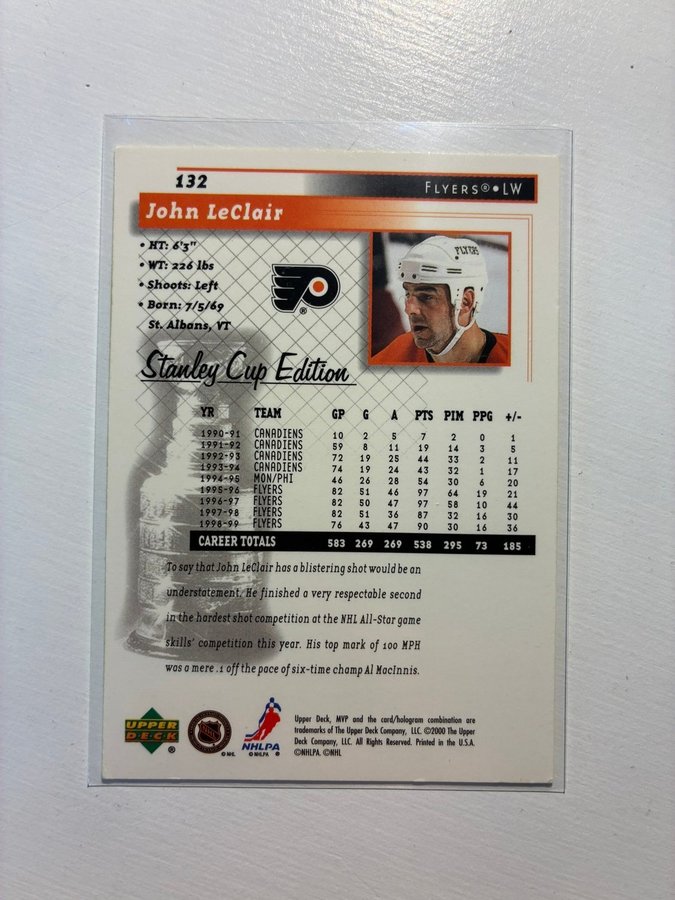 132
FLYERS®•LW
John LeClair
• HT: 6'3"
• WT: 226 lbs
• Shoots: Left
• Born: 7/5/69
St. Albans, VT
®
FLYERS
Stanley Cup Edition
YR TEAM GP G A PTS PIM PPG +/-
1990-91 CANADIENS 10 2 5 7 2 0 1
1991-92 CANADIENS 59 8 11 19 14 3 5
1992-93 CANADIENS 72 19 25 44 33 2 11
1993-94 CANADIENS 74 19 24 43 32 1 17
1994-95 MON/PHI 46 26 28 54 30 6 20
1995-96 FLYERS 82 51 46 97 64 19 21
1996-97 FLYERS 82 50 47 97 58 10 44
1997-98 FLYERS 82 51 36 87 32 16 30
1998-99 FLYERS 76 43 47 90 30 16 36
CAREER TOTALS 583 269 269 538 295 73 185
To say that John LeClair has a blistering shot would be an
understatement. He finished a very respectable second
in the hardest shot competition at the NHL All-Star game
skills' competition this year. His top mark of 100 MPH
was a mere .1 off the pace of six-time champ Al MacInnis.
UPPER
DECK
®
©NHL
NHLPA
©NHLPA
Upper Deck, MVP and the card/hologram combination are
trademarks of The Upper Deck Company, LLC. ©2000 The Upper
Deck Company, LLC. All Rights Reserved. Printed in the U.S.A.
©NHLPA. ©NHL